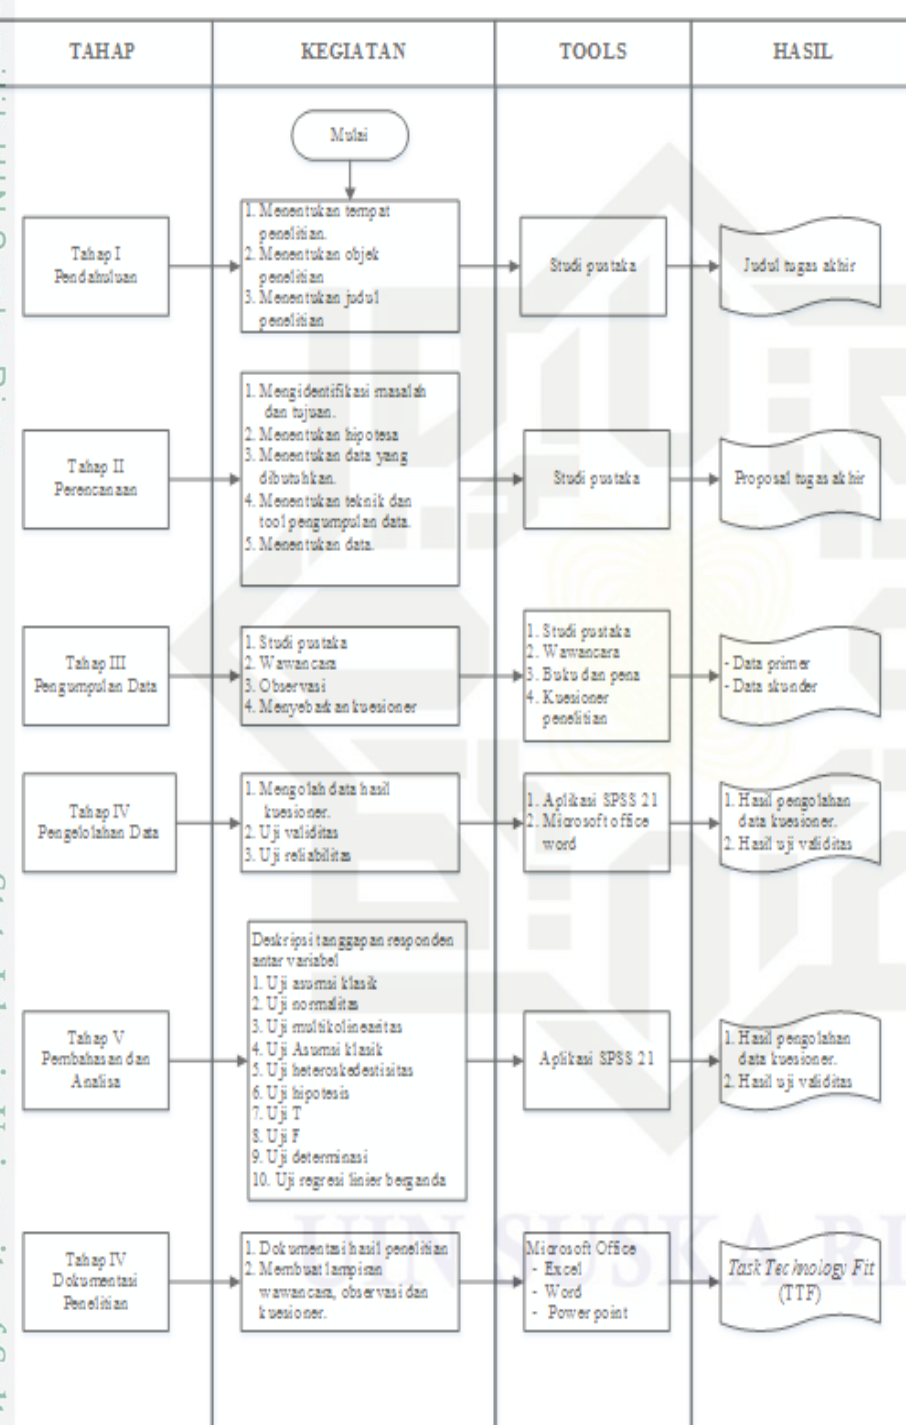 TAHAP
KEGIATAN
TOOLS
HASIL
Mulai
Tahap I
Pendahuluan
1. Menentukan tempat
penelitian.
2. Menentukan objek
penelitian
3. Menentukan judul
penelitian
Studi pustaka
Judul tugas akhir
Tahap II
Perencanaan
1. Mengidentifikasi masalah
dan tujuan.
2. Menentukan hipotesa
3. Menentukan data yang
dibutuhkan.
4. Menentukan teknik dan
tool pengumpulan data.
5. Menentukan data.
Studi pustaka
Proposal tugas akhir
Tahap III
Pengumpulan Data
1. Studi pustaka
2. Wawancara
3. Observasi
4. Menyebarkan kuesioner
1. Studi pustaka
2. Wawancara
3. Buku dan pena
4. Kuesioner
penelitian
- Data primer
- Data skunder
Tahap IV
Pengelolahan Data
1. Mengolah data hasil
kuesioner.
2. Uji validitas
3. Uji reliabilitas
1. Aplikasi SPSS 21
2. Microsoft office
word
1. Hasil pengolahan
data kuesioner.
2. Hasil uji validitas
Tahap V
Pembahasan dan
Analisa
Deskripsi tanggapan responden
antar variabel
1. Uji asumsi klasik
2. Uji normalitas
3. Uji multikolinearitas
4. Uji Asumsi klasik
5. Uji heteroskedestisitas
6. Uji hipotesis
7. Uji T
8. Uji F
9. Uji determinasi
10. Uji regresi linier berganda
Aplikasi SPSS 21
1. Hasil pengolahan
data kuesioner.
2. Hasil uji validitas
Tahap IV
Dokumentasi
Penelitian
1. Dokumentasi hasil penelitian
2. Membuat lampiran
wawancara, observasi dan
kuesioner.
Microsoft Office
- Excel
- Word
- Power point
Task Technology Fit
(TTF)
UIN SUSKA RI